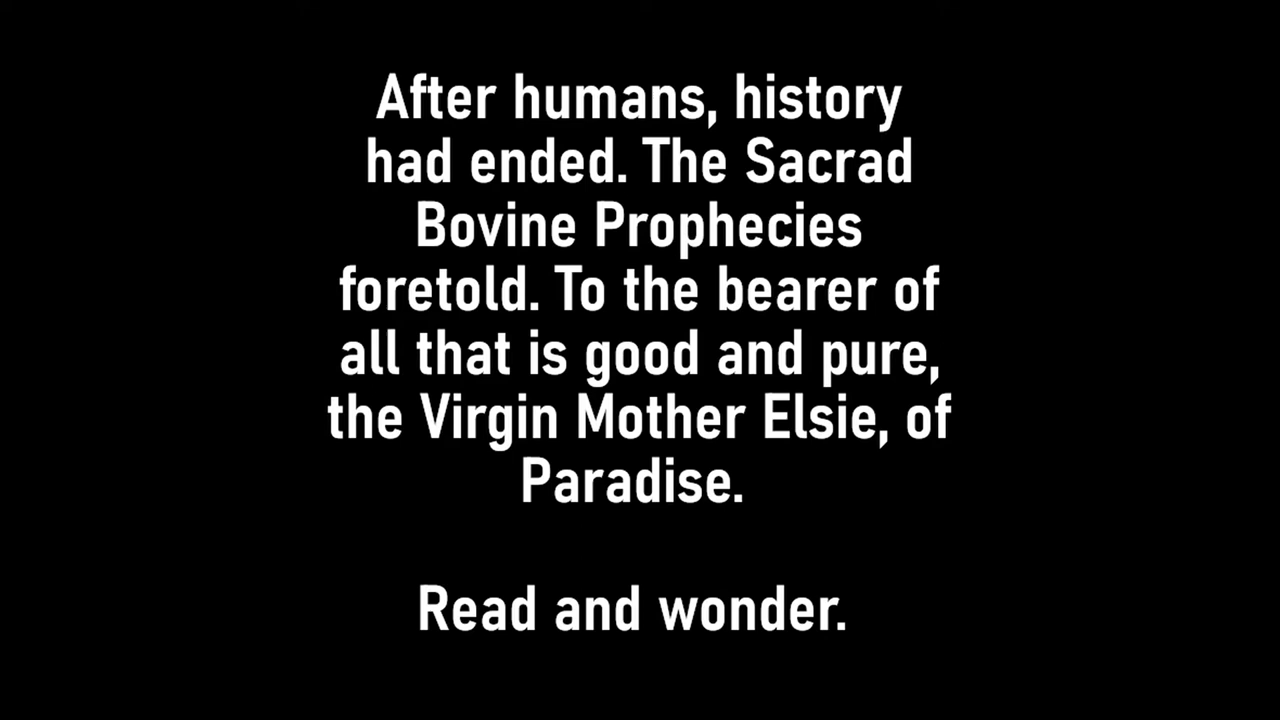 After humans, history
had ended. The Sacrad
Bovine Prophecies
foretold. To the bearer of
all that is good and pure,
the Virgin Mother Elsie, of
Paradise.
Read and wonder.